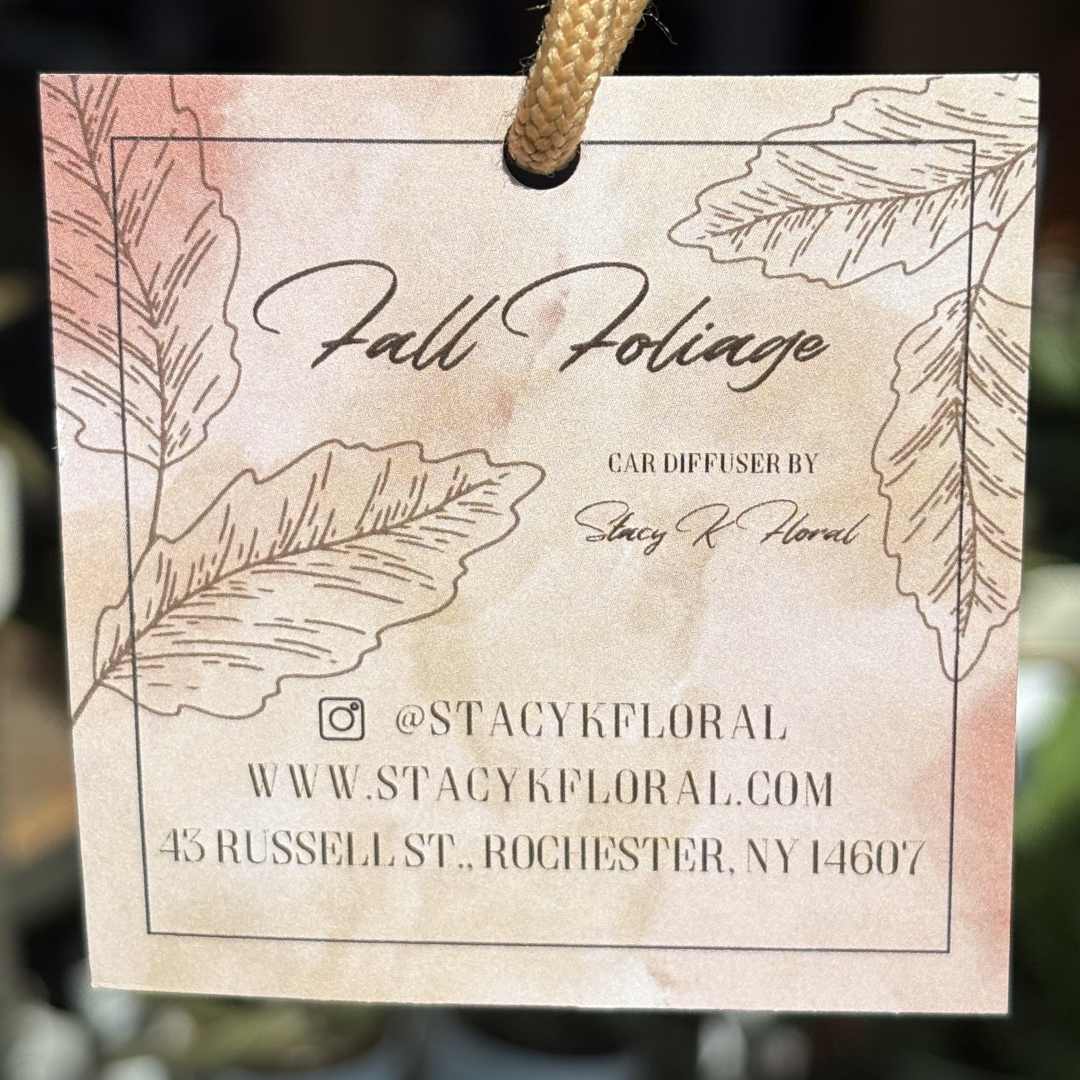 Fall Foliage
CAR DIFFUSER BY
Stacy K Floral
@STACYKFLORAL
WWW.STACYKFLORAL.COM
43 RUSSELL ST., ROCHESTER, NY 14607